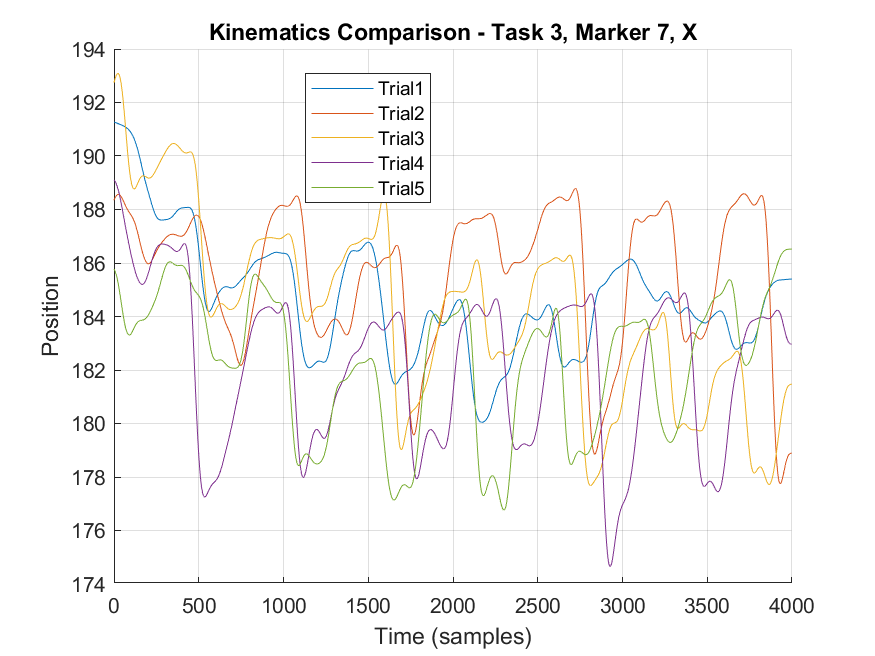 Kinematics Comparison - Task 3, Marker 7, X
194
192
190
188
186
184
182
180
178
176
174
Position
Trial1
Trial2
Trial3
Trial4
Trial5
0 500 1000 1500 2000 2500 3000 3500 4000
Time (samples)